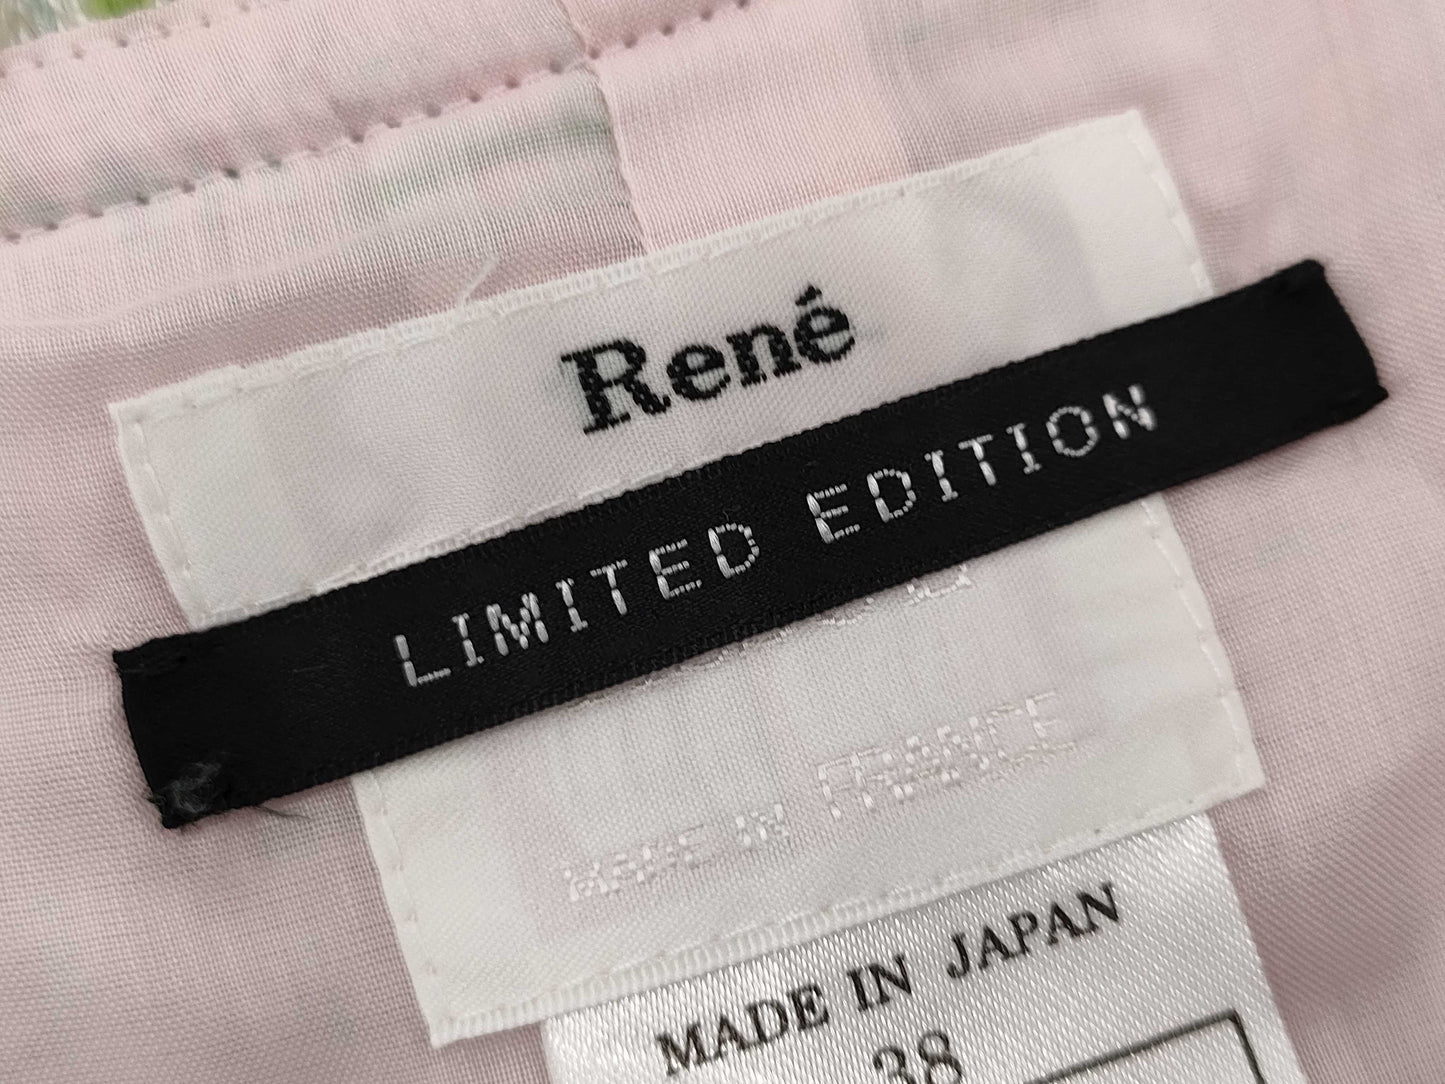 René
LIMITED EDITION
MADE IN FRANCE
MADE IN JAPAN
38